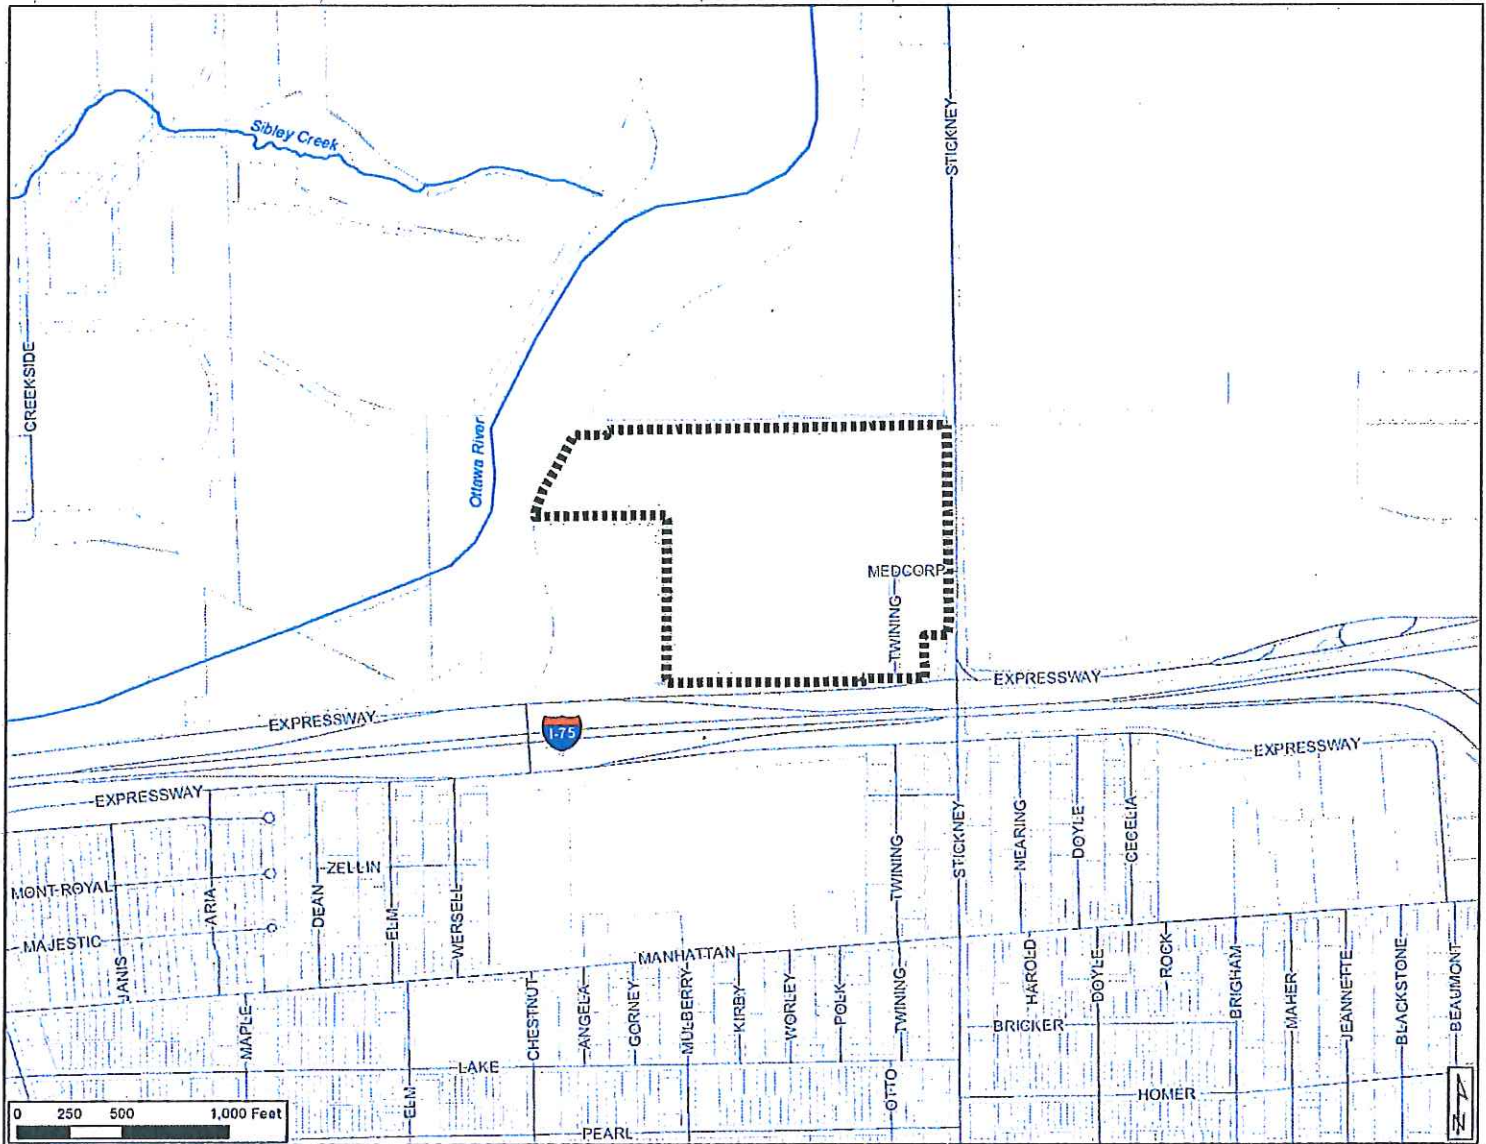 STICKNEY
Sibley Creek
CREEKSIDE
Ottawa River
MEDCORP
TWINING
EXPRESSWAY
EXPRESSWAY
I-75
EXPRESSWAY
EXPRESSWAY
STICKNEY
NEARING
DOYLE
CECELIA
TWINING
ZELLIN
MONT ROYAL
ARIA
DEAN
ELM
WERSELL
MAJESTIC
MANHATTAN
JANIS
CHESTNUT
ANGELA
GORNEY
MULBERRY
KIRBY
WORLEY
POLK
TWINING
HAROLD
DOYLE
ROCK
BRIGHAM
MAHER
JEANNETTE
BLACKSTONE
BEAUMONT
MAPLE
BRICKER
LAKE
ELM
OTTO
HOMER
PEARL
0 250 500 1,000 Feet
N